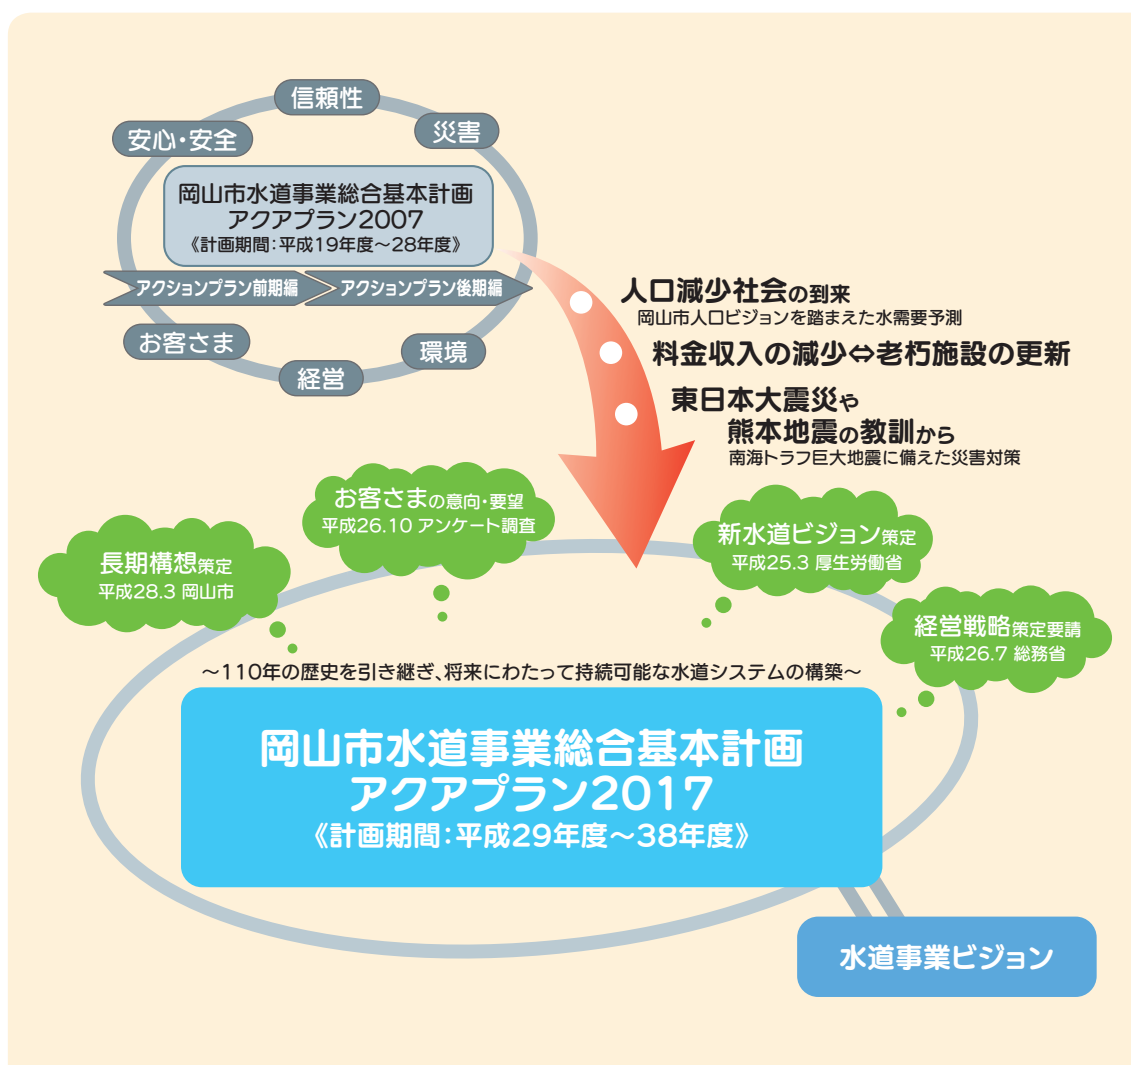 信頼性
安心・安全
災害
岡山市水道事業総合基本計画
アクアプラン2007
《計画期間：平成19年度～28年度》
アクションプラン前期編
アクションプラン後期編
お客さま
環境
経営
人口減少社会の到来
岡山市人口ビジョンを踏まえた水需要予測
料金収入の減少⇔老朽施設の更新
東日本大震災や
熊本地震の教訓から
南海トラフ巨大地震に備えた災害対策
お客さまの意向・要望
平成26.10 アンケート調査
新水道ビジョン策定
平成25.3 厚生労働省
長期構想策定
平成28.3 岡山市
経営戦略策定要請
平成26.7 総務省
～110年の歴史を引き継ぎ、将来にわたって持続可能な水道システムの構築～
岡山市水道事業総合基本計画
アクアプラン2017
《計画期間：平成29年度～38年度》
水道事業ビジョン